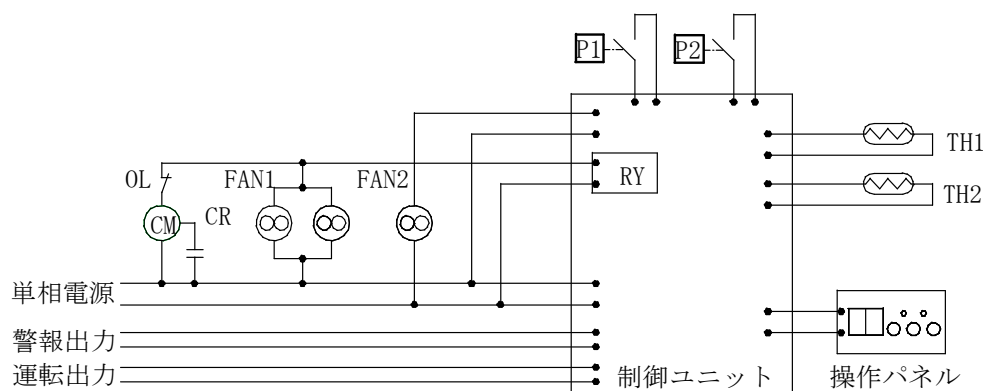 P1
P2
TH1
RY
OL
FAN1
FAN2
TH2
CM
CR
単相電源
警報出力
運転出力
制御ユニット
操作パネル